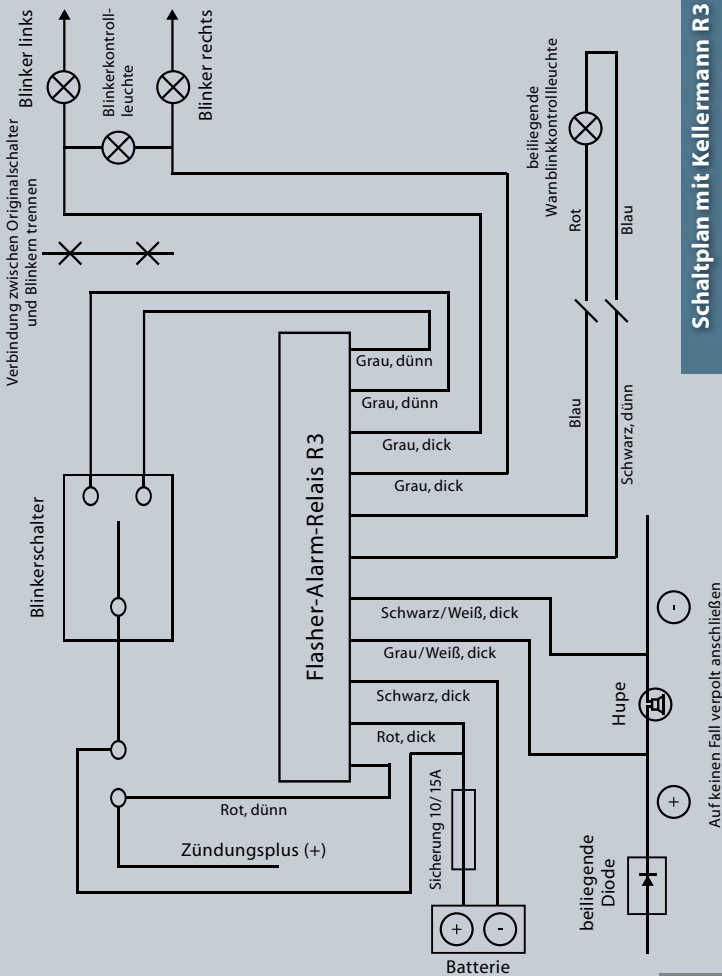 Blinker links
Blinkerkontroll-
leuchte
Blinker rechts
Verbindung zwischen Originalschalter
und Blinkern trennen
beiliegende
Warnblinkkontrollleuchte
Rot
Blau
Schaltplan mit Kellermann R3
Grau, dünn
Grau, dünn
Grau, dick
Grau, dick
Blau
Schwarz, dünn
Blinkerschalter
Flasher-Alarm-Relais R3
Schwarz/Weiß, dick
Grau/Weiß, dick
Schwarz, dick
Rot, dick
Rot, dünn
Zündungsplus (+)
Sicherung 10/15A
+
-
Batterie
Hupe
-
+
Auf keinen Fall verpolt anschließen
beiliegende
Diode